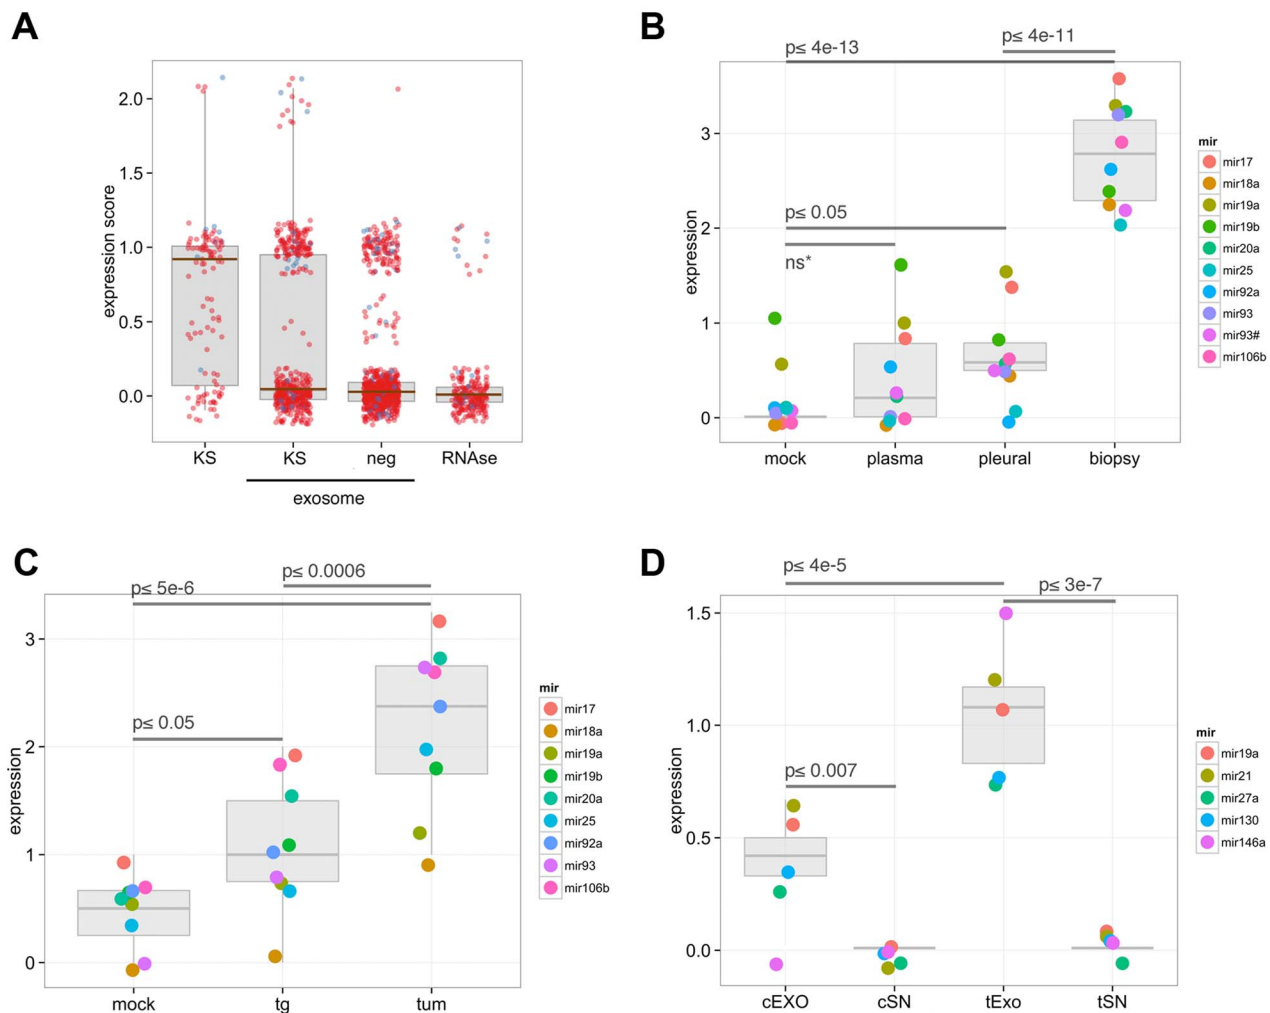 A
expression score
2.0
1.5
1.0
0.5
0.0
KS
KS
neg
RNAse
exosome
B
p≤ 4e-13
p≤ 4e-11
p≤ 0.05
ns*
expression
3
2
1
0
mock
plasma
pleural
biopsy
mir
mir17
mir18a
mir19a
mir19b
mir20a
mir25
mir92a
mir93
mir93#
mir106b
C
p≤ 5e-6
p≤ 0.0006
p≤ 0.05
expression
3
2
1
0
mock
tg
tum
mir
mir17
mir18a
mir19a
mir19b
mir20a
mir25
mir92a
mir93
mir106b
D
p≤ 4e-5
p≤ 3e-7
p≤ 0.007
expression
1.5
1.0
0.5
0.0
cEXO
cSN
tExo
tSN
mir
mir19a
mir21
mir27a
mir130
mir146a